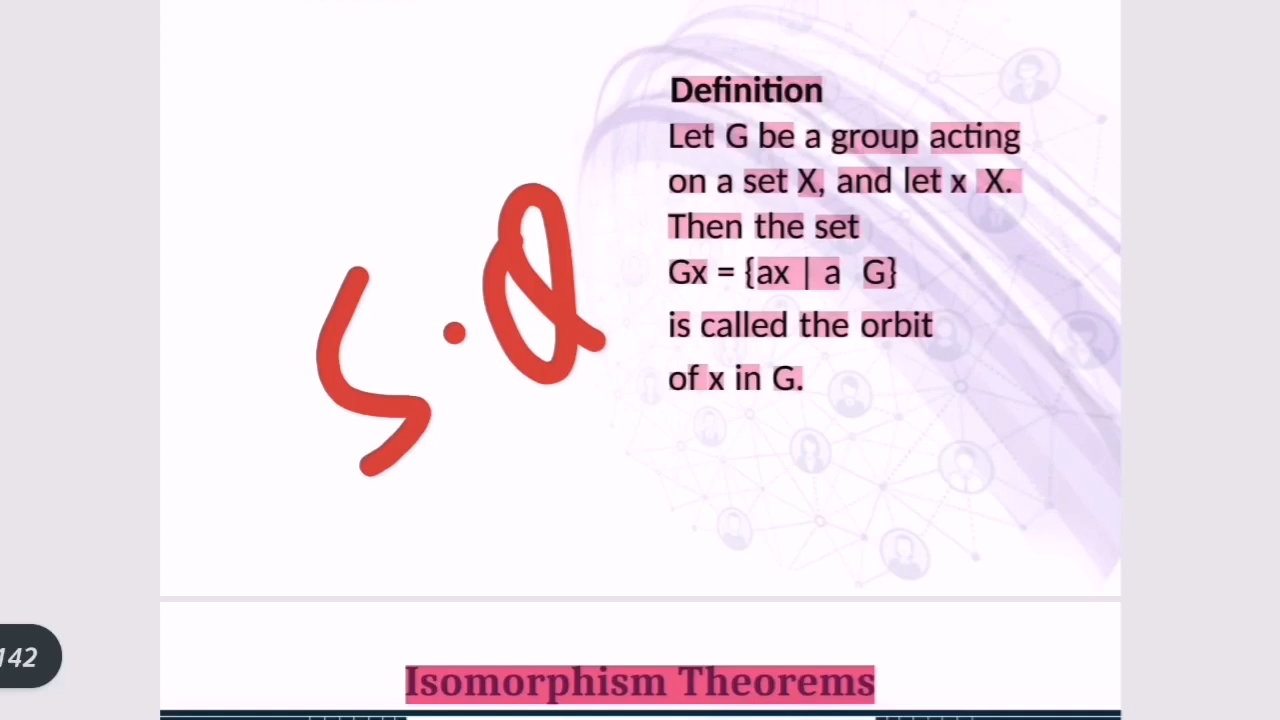 S.Q
Definition
Let G be a group acting
on a set X, and let x X.
Then the set
Gx = {ax | a G}
is called the orbit
of x in G.
142
Isomorphism Theorems